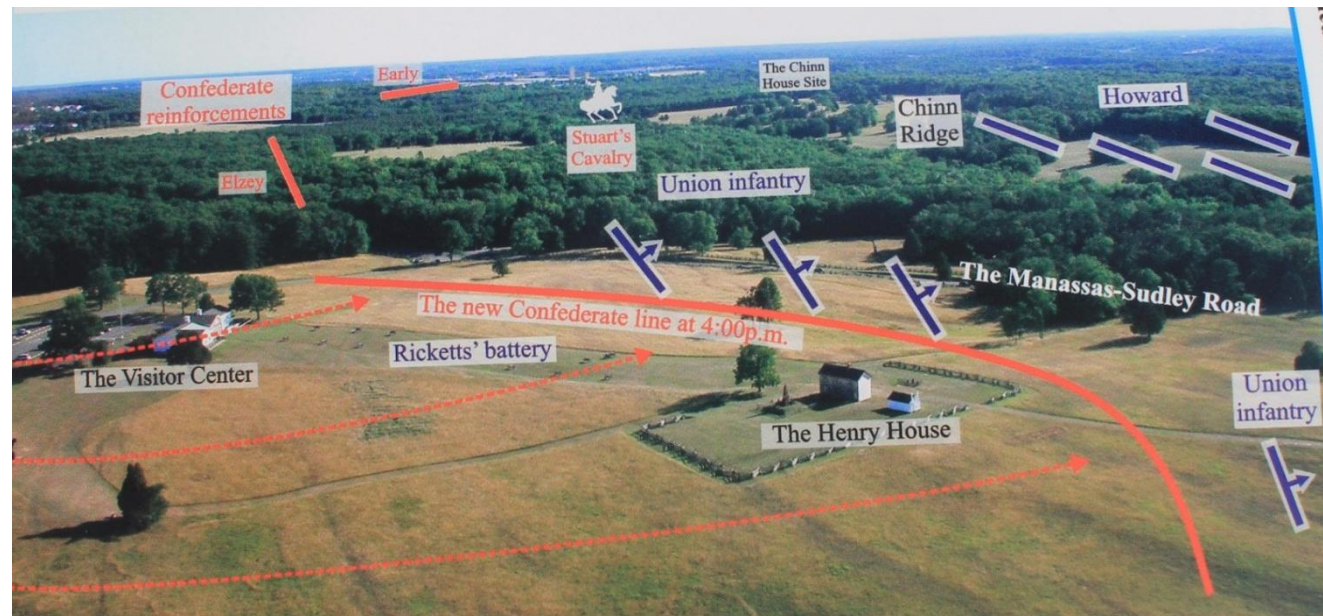 Early
Confederate
reinforcements
The Chinn
House Site
Howard
Chinn
Ridge
Stuart's
Cavalry
Elzey
Union infantry
The Manassas-Sudley Road
The new Confederate line at 4:00p.m.
Ricketts' battery
The Visitor Center
Union
infantry
The Henry House